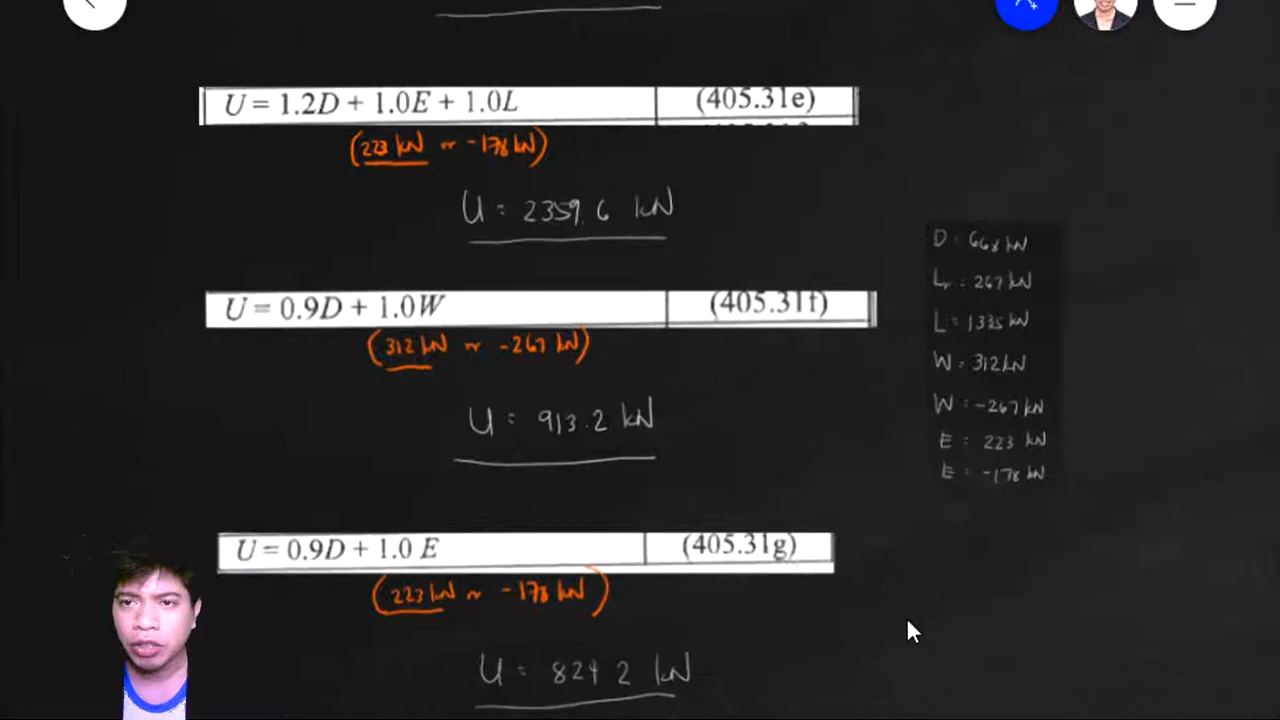 U = 1.2D + 1.0E + 1.0L (405.31e)
(223 kN or -178 kN)
U = 2359.6 kN
U = 0.9D + 1.0W (405.31f)
(312 kN or -267 kN)
U = 913.2 kN
U = 0.9D + 1.0 E (405.31g)
(223 kN or -178 kN)
U = 824.2 kN
D = 668 kN
Lr = 267 kN
L = 1335 kN
W = 312 kN
W = -267 kN
E = 223 kN
E = -178 kN